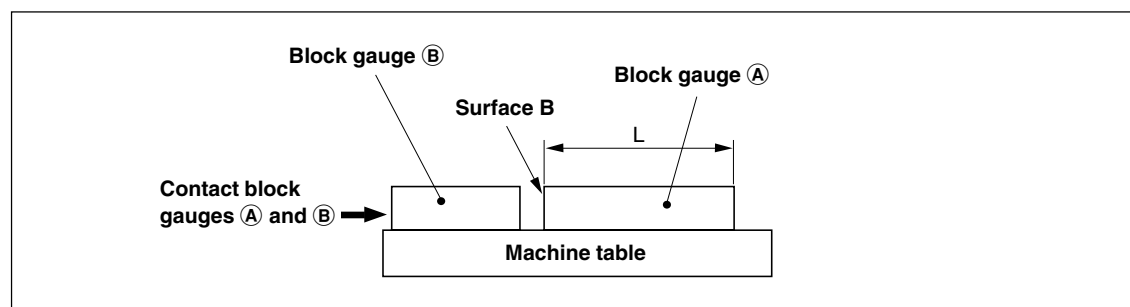 Block gauge Ⓑ
Block gauge Ⓐ
Surface B
L
Contact block
gauges Ⓐ and Ⓑ
Machine table